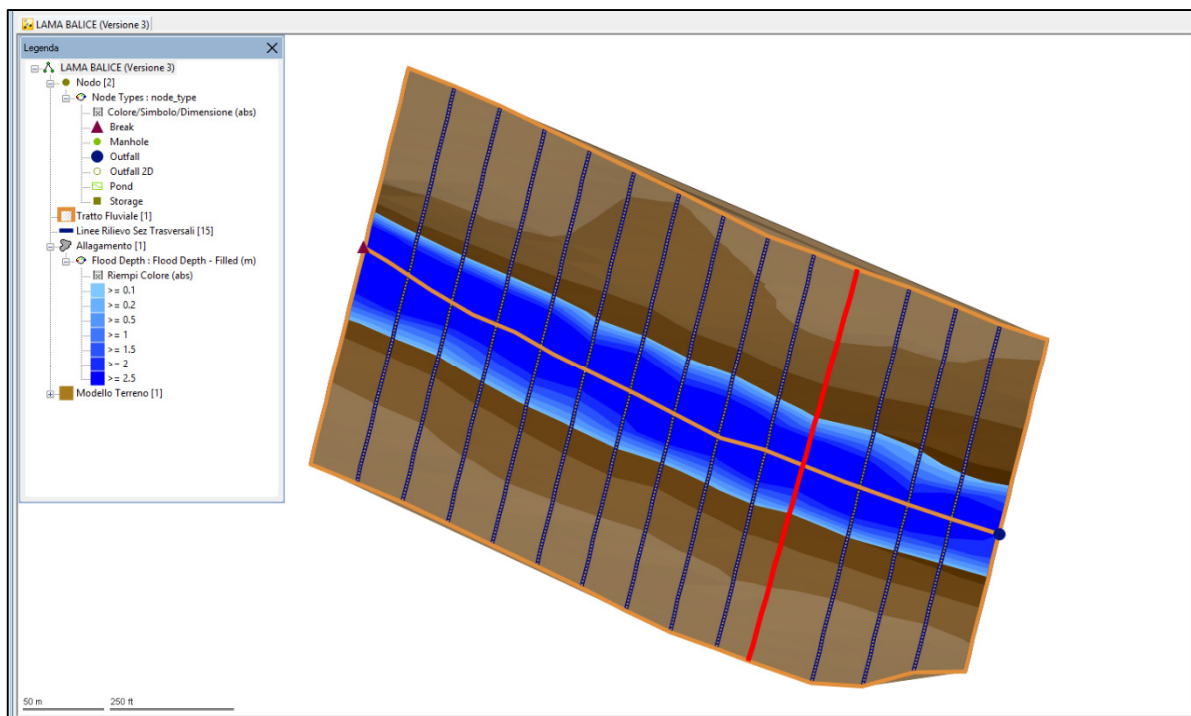 LAMA BALICE (Versione 3)
Legenda
LAMA BALICE (Versione 3)
Nodo [2]
Node Types : node_type
Colore/Simbolo/Dimensione (abs)
Break
Manhole
Outfall
Outfall 2D
Pond
Storage
Tratto Fluviale [1]
Linee Rilievo Sez Trasversali [15]
Allagamento [1]
Flood Depth : Flood Depth - Filled (m)
Riempi Colore (abs)
>= 0.1
>= 0.2
>= 0.5
>= 1
>= 1.5
>= 2
>= 2.5
Modello Terreno [1]
50 m 250 ft